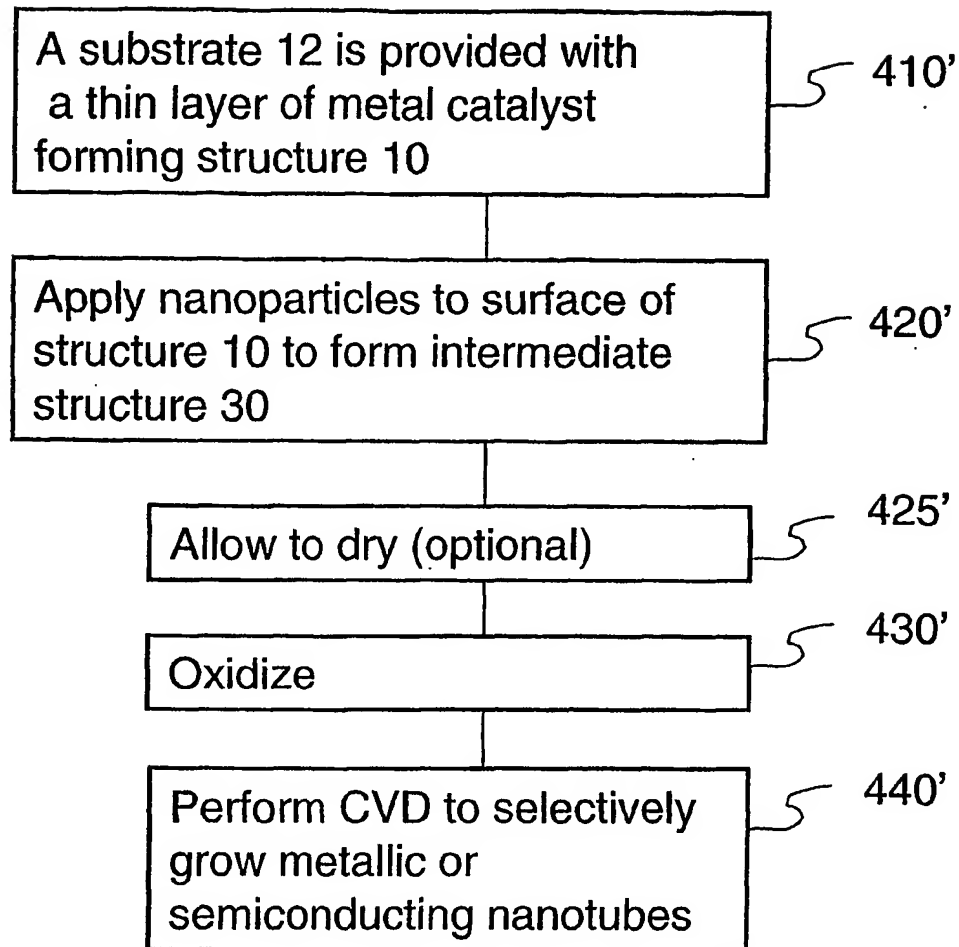 A substrate 12 is provided with
a thin layer of metal catalyst
forming structure 10
410'
Apply nanoparticles to surface of
structure 10 to form intermediate
structure 30
420'
Allow to dry (optional)
425'
Oxidize
430'
Perform CVD to selectively
grow metallic or
semiconducting nanotubes
440'